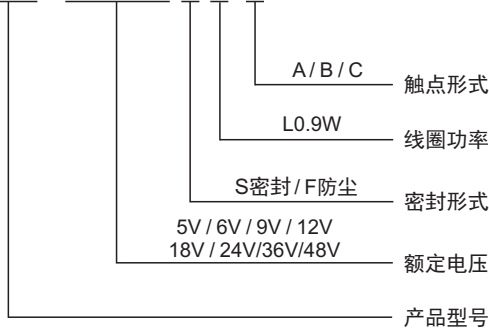 A / B / C
触点形式
L0.9W
线圈功率
S密封 / F防尘
密封形式
5V / 6V / 9V / 12V
18V / 24V/36V/48V
额定电压
产品型号